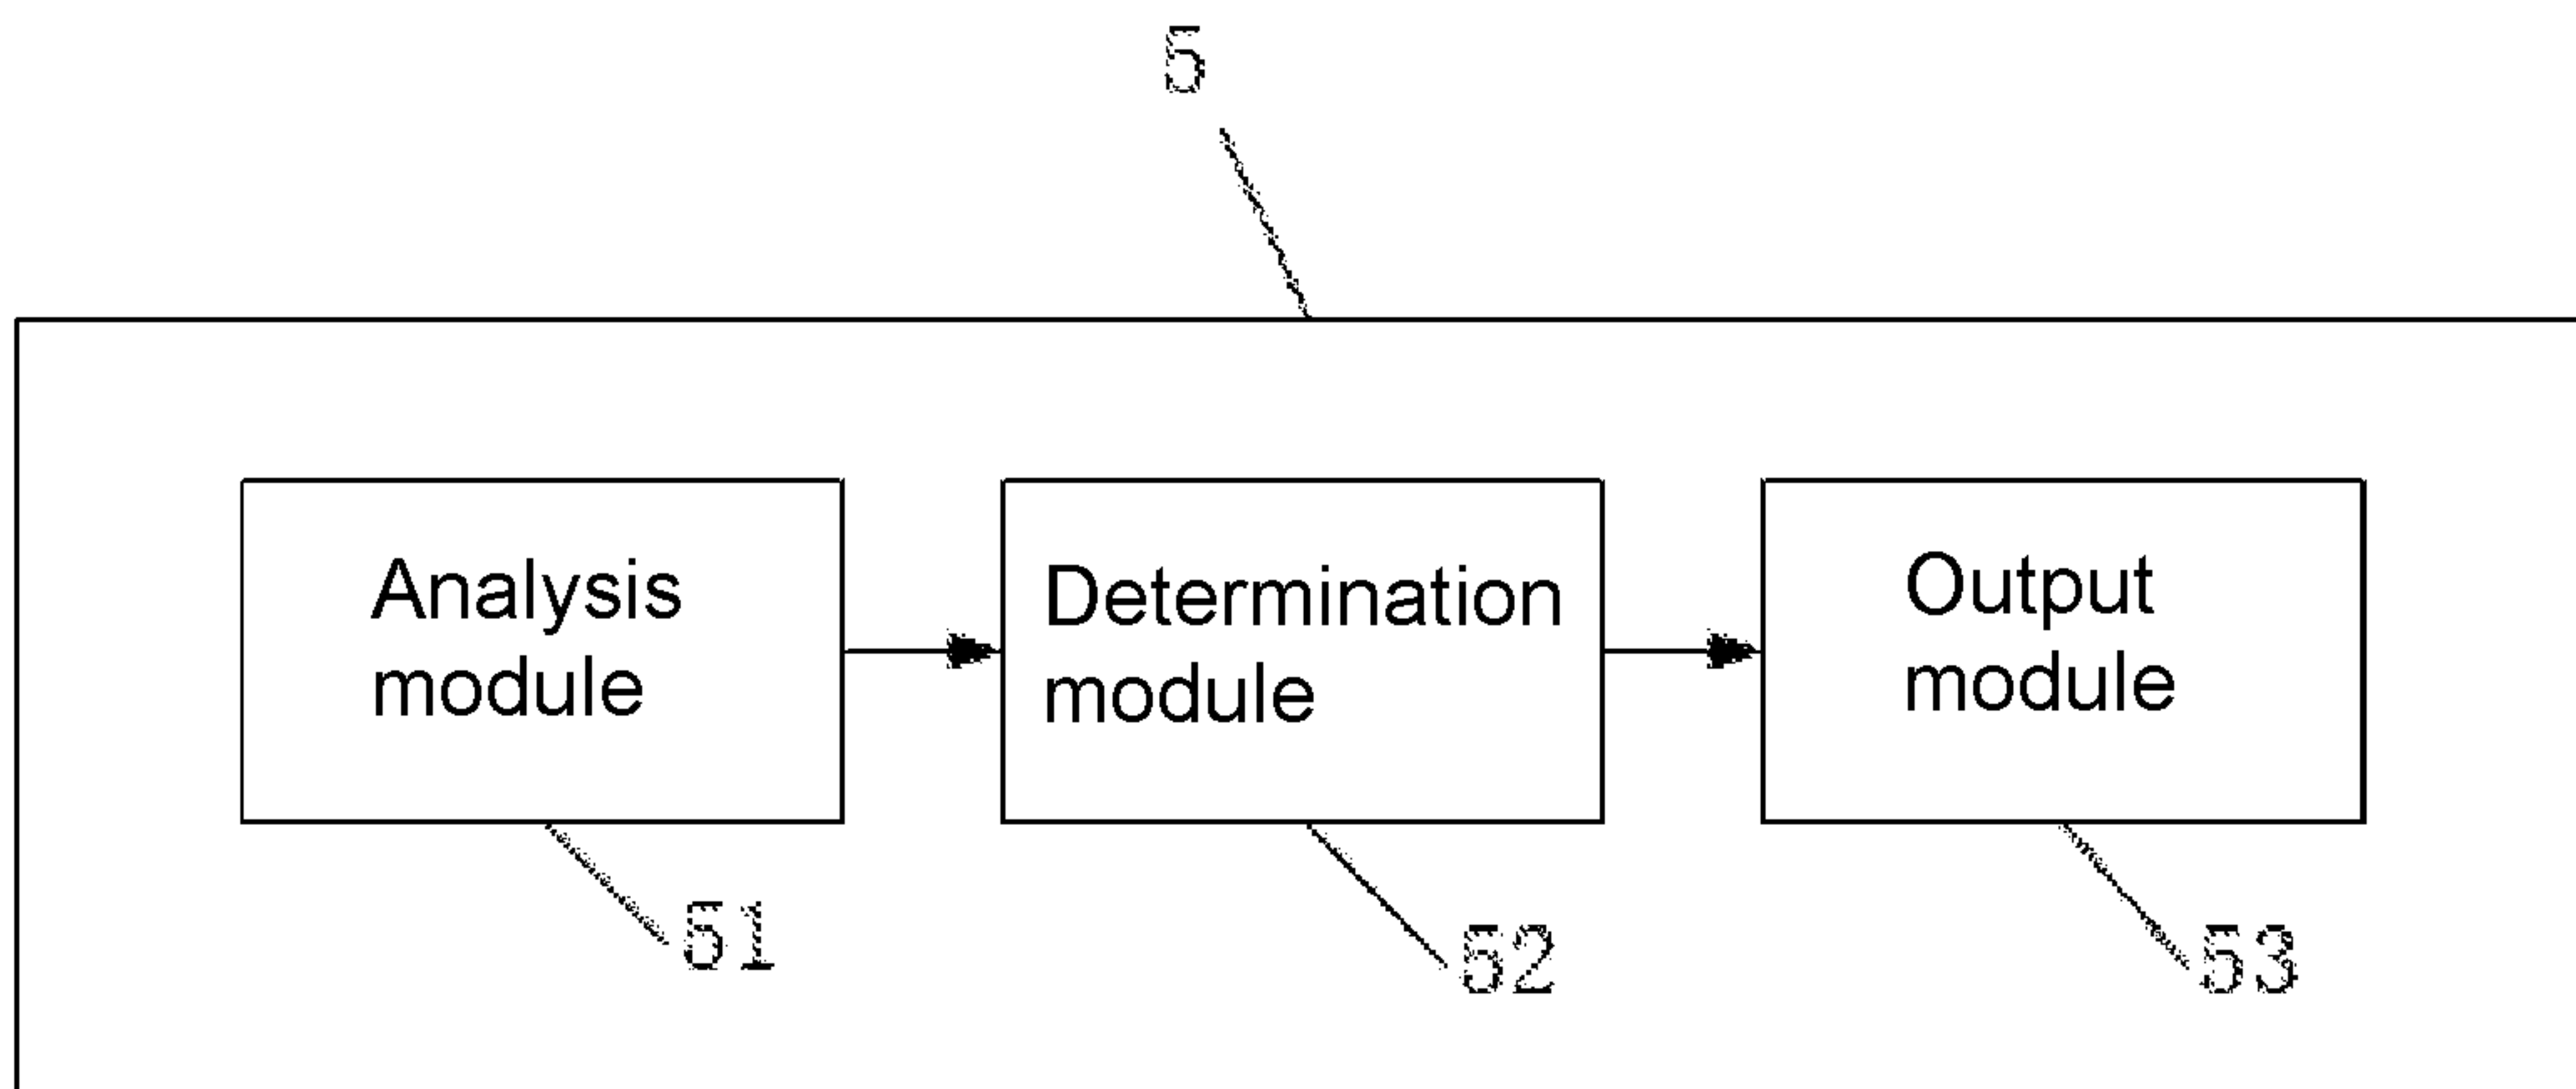 5
Analysis
module
Determination
module
Output
module
51
52
53